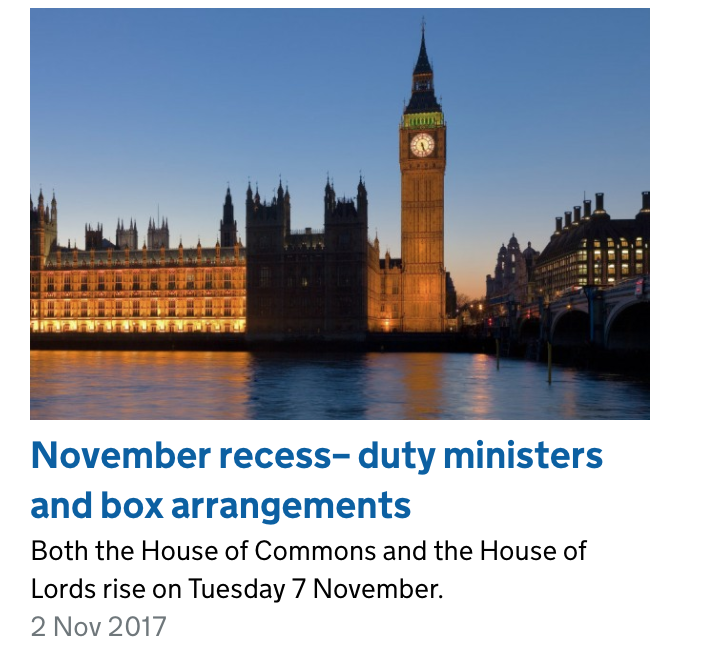 November recess– duty ministers
and box arrangements
Both the House of Commons and the House of
Lords rise on Tuesday 7 November.
2 Nov 2017